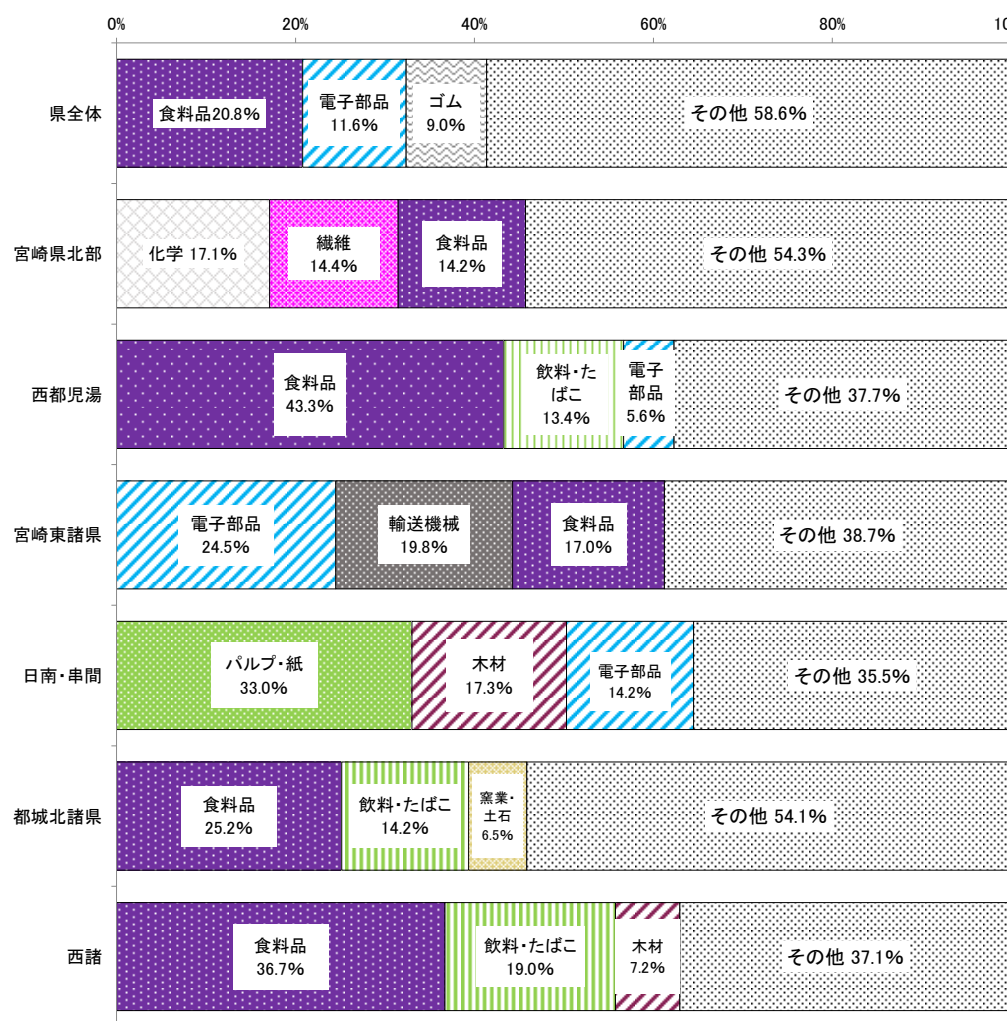 0%
20%
40%
60%
80%
10
県全体
食料品20.8%
電子部品
11.6%
ゴム
9.0%
その他 58.6%
宮崎県北部
化学 17.1%
繊維
14.4%
食料品
14.2%
その他 54.3%
西都児湯
食料品
43.3%
飲料・た
ばこ
13.4%
電子
部品
5.6%
その他 37.7%
宮崎東諸県
電子部品
24.5%
輸送機械
19.8%
食料品
17.0%
その他 38.7%
日南・串間
パルプ・紙
33.0%
木材
17.3%
電子部品
14.2%
その他 35.5%
都城北諸県
食料品
25.2%
飲料・たばこ
14.2%
窯業・
土石
6.5%
その他 54.1%
西諸
食料品
36.7%
飲料・たばこ
19.0%
木材
7.2%
その他 37.1%